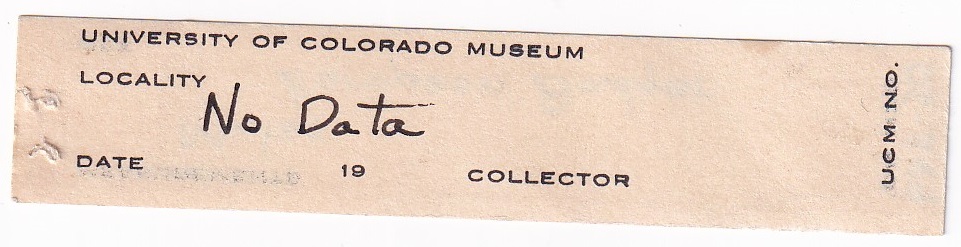 UNIVERSITY OF COLORADO MUSEUM
LOCALITY
No Data
DATE 19 COLLECTOR
UCM NO.